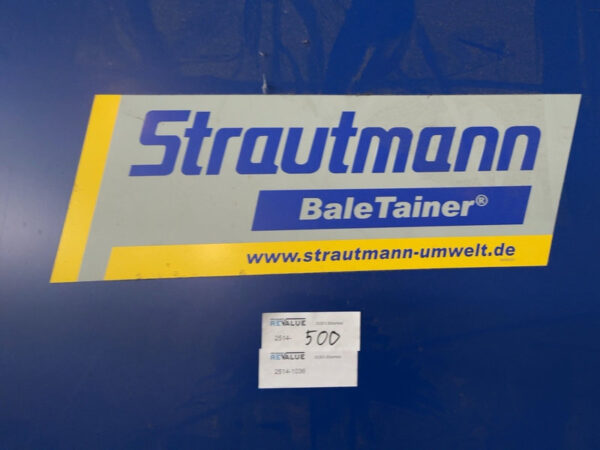 Strautmann
BaleTainer®
www.strautmann-umwelt.de
REVALUE
2514- 500
REVALUE
2514-1036